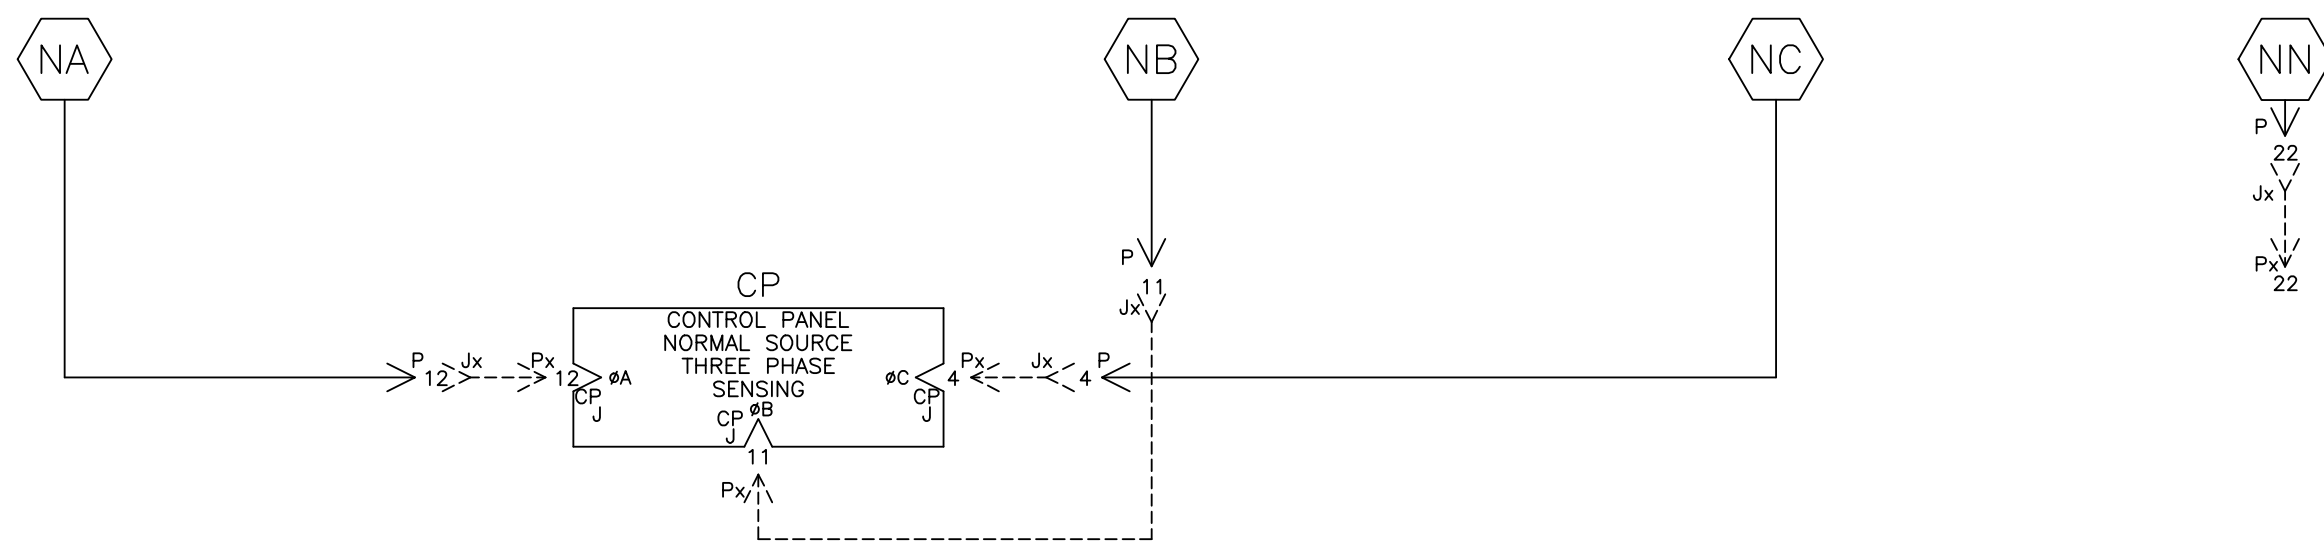 NA
NB
NC
NN
P
22
Jx
Px
22
P
11
Jx
CP
CONTROL PANEL
NORMAL SOURCE
THREE PHASE
SENSING
P 12 Jx Px 12 øA
CP
J
øC 4 Px Jx 4 P
CP
J
CP øB
J
11
Px